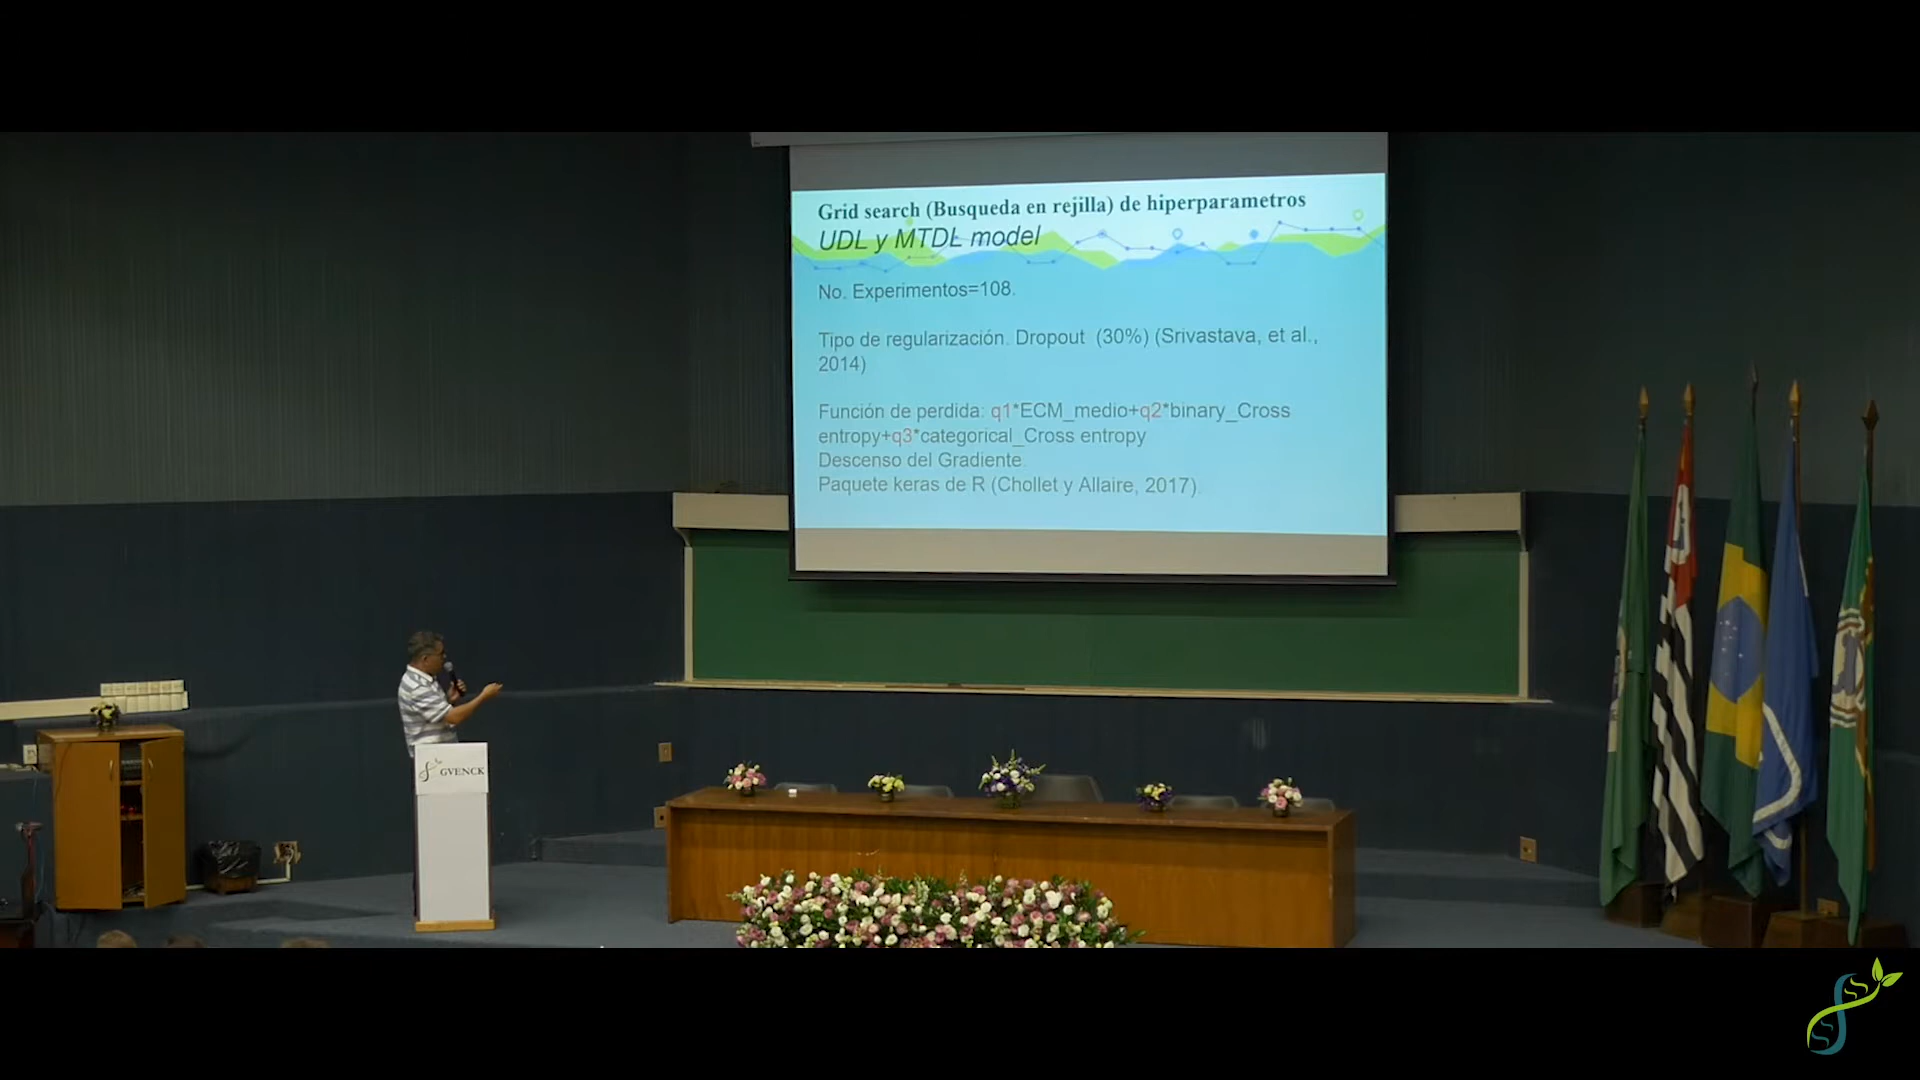 Grid search (Busqueda en rejilla) de hiperparametros
UDL y MTDL model
No. Experimentos=108.
Tipo de regularización. Dropout (30%) (Srivastava, et al.,
2014)
Función de perdida: q1*ECM_medio+q2*binary_Cross
entropy+q3*categorical_Cross entropy
Descenso del Gradiente.
Paquete keras de R (Chollet y Allaire, 2017).
GVENCK